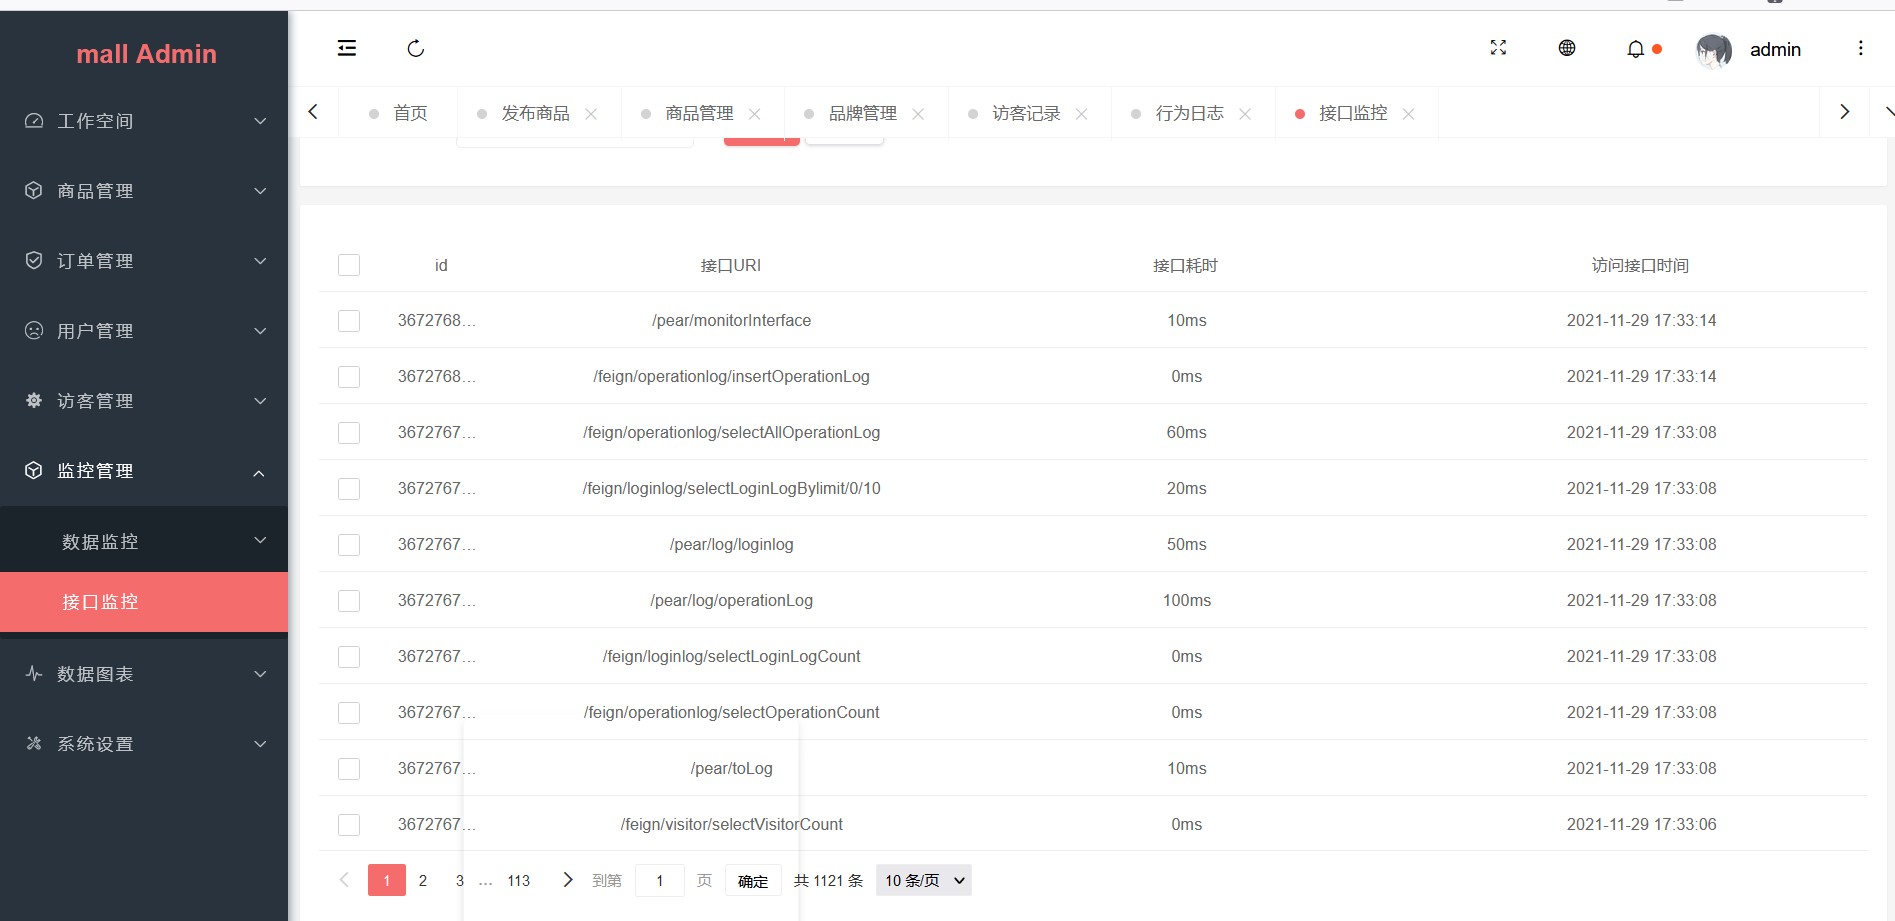 mall Admin
admin
首页
发布商品
商品管理
品牌管理
访客记录
行为日志
接口监控
工作空间
商品管理
订单管理
用户管理
访客管理
监控管理
数据监控
接口监控
数据图表
系统设置
id 接口URI 接口耗时 访问接口时间
3672768... /pear/monitorInterface 10ms 2021-11-29 17:33:14
3672768... /feign/operationlog/insertOperationLog 0ms 2021-11-29 17:33:14
3672767... /feign/operationlog/selectAllOperationLog 60ms 2021-11-29 17:33:08
3672767... /feign/loginlog/selectLoginLogBylimit/0/10 20ms 2021-11-29 17:33:08
3672767... /pear/log/loginlog 50ms 2021-11-29 17:33:08
3672767... /pear/log/operationLog 100ms 2021-11-29 17:33:08
3672767... /feign/loginlog/selectLoginLogCount 0ms 2021-11-29 17:33:08
3672767... /feign/operationlog/selectOperationCount 0ms 2021-11-29 17:33:08
3672767... /pear/toLog 10ms 2021-11-29 17:33:08
3672767... /feign/visitor/selectVisitorCount 0ms 2021-11-29 17:33:06
1 2 3 ... 113 到第 1 页 确定 共 1121 条 10 条/页